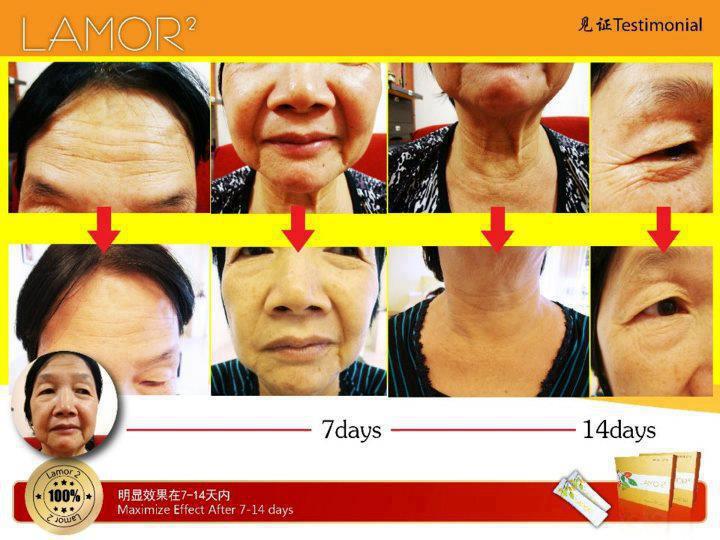 LAMOR²
见证Testimonial
7days
14days
Lamor 2
100%
Lamor 2
明显效果在7-14天内
Maximize Effect After 7-14 days
LAMOR²